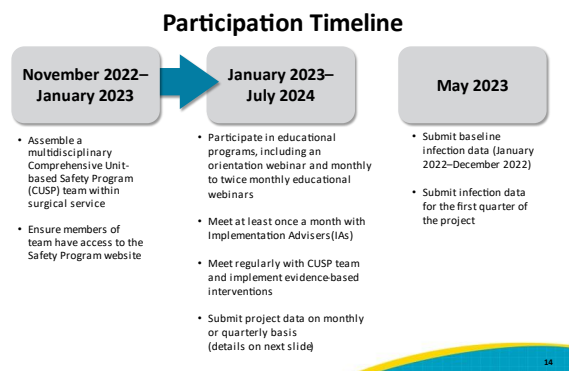 Participation Timeline
November 2022–
January 2023
• Assemble a
multidisciplinary
Comprehensive Unit-
based Safety Program
(CUSP) team within
surgical service
• Ensure members of
team have access to the
Safety Program website
January 2023–
July 2024
• Participate in educational
programs, including an
orientation webinar and monthly
to twice monthly educational
webinars
• Meet at least once a month with
Implementation Advisers(IAs)
• Meet regularly with CUSP team
and implement evidence-based
interventions
• Submit project data on monthly
or quarterly basis
(details on next slide)
May 2023
• Submit baseline
infection data (January
2022–December 2022)
• Submit infection data
for the first quarter of
the project
14